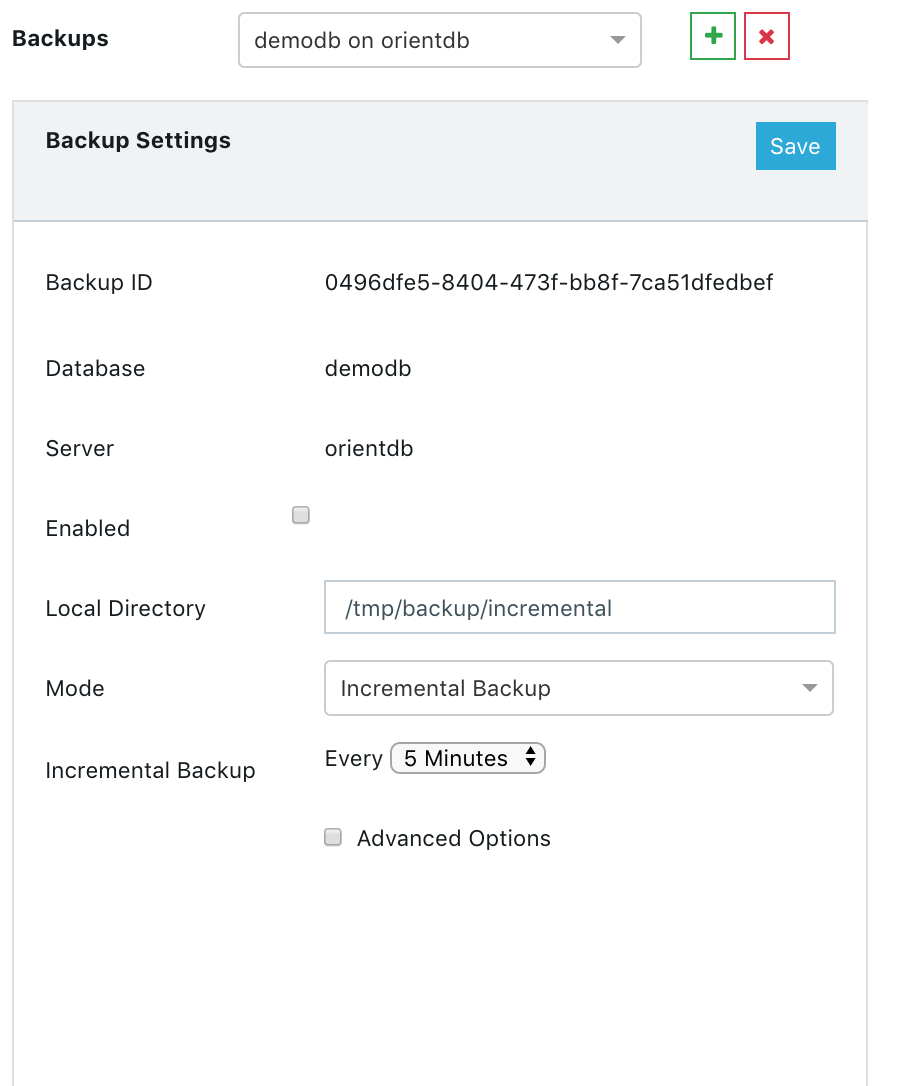 Backups
demodb on orientdb
Backup Settings
Save
Backup ID
0496dfe5-8404-473f-bb8f-7ca51dfedbef
Database
demodb
Server
orientdb
Enabled
Local Directory
/tmp/backup/incremental
Mode
Incremental Backup
Incremental Backup
Every 5 Minutes
Advanced Options